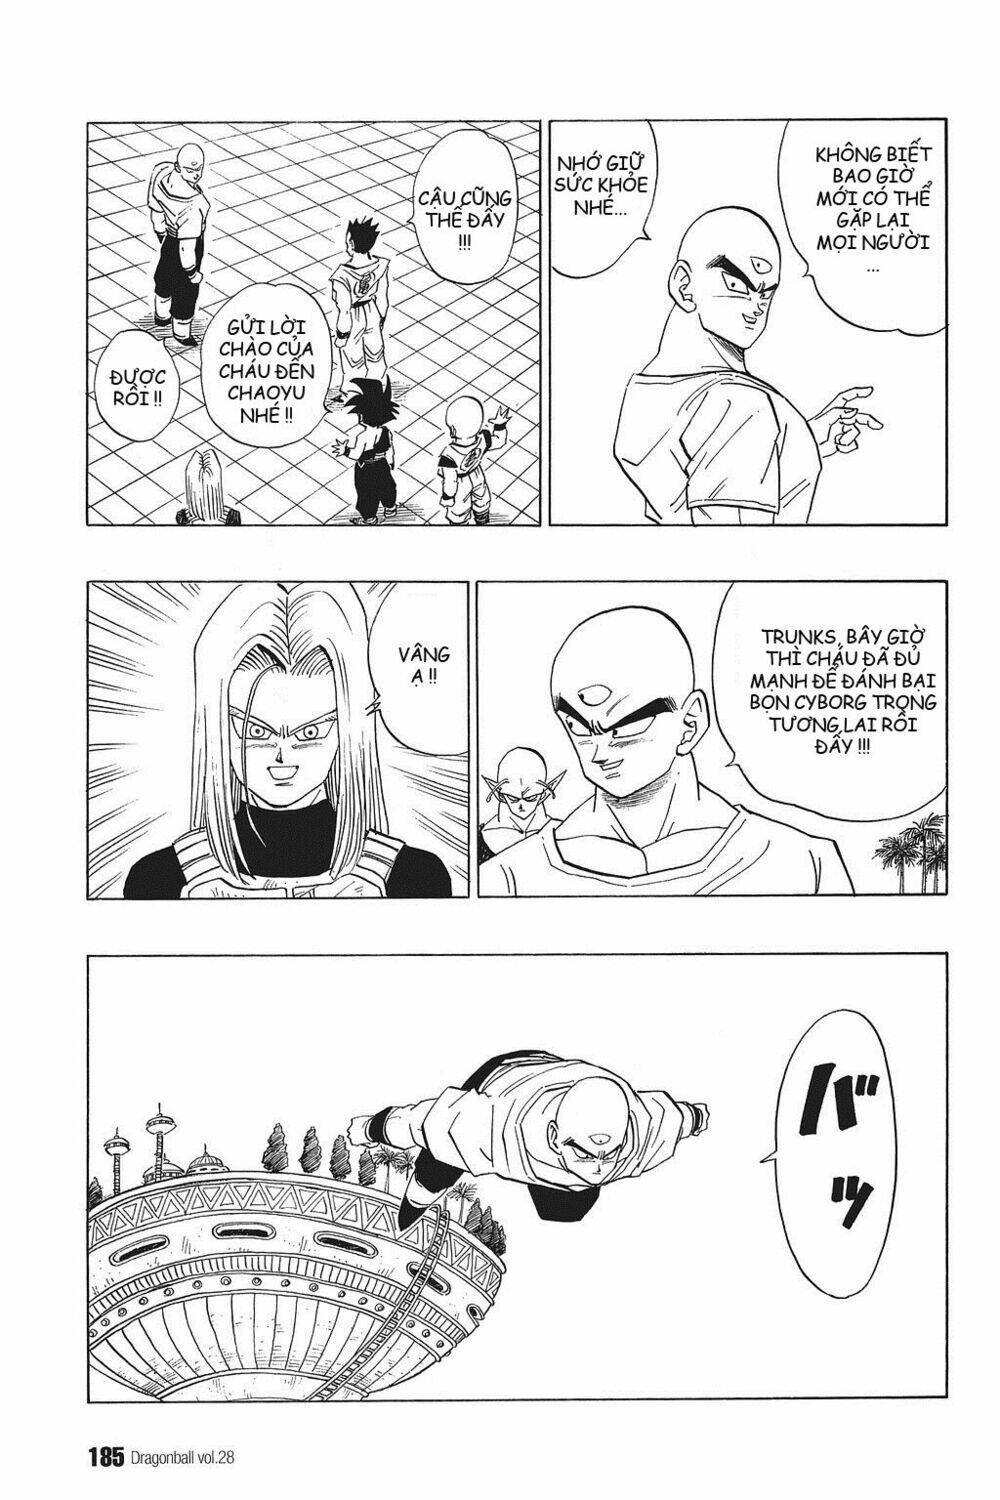 KHÔNG BIẾT
BAO GIỜ
MỚI CÓ THỂ
GẶP LẠI
MỌI NGƯỜI
...
NHỚ GIỮ
SỨC KHỎE
NHÉ...
CẬU CŨNG
THẾ ĐẤY
!!!
GỬI LỜI
CHÀO CỦA
CHÁU ĐẾN
CHAOYU
NHÉ !!
ĐƯỢC
RỒI !!
TRUNKS, BÂY GIỜ
THÌ CHÁU ĐÃ ĐỦ
MẠNH ĐỂ ĐÁNH BẠI
BỌN CYBORG TRONG
TƯƠNG LAI RỒI
ĐẤY !!!
VÂNG
Ạ !!
バッ
185 Dragonball vol.28